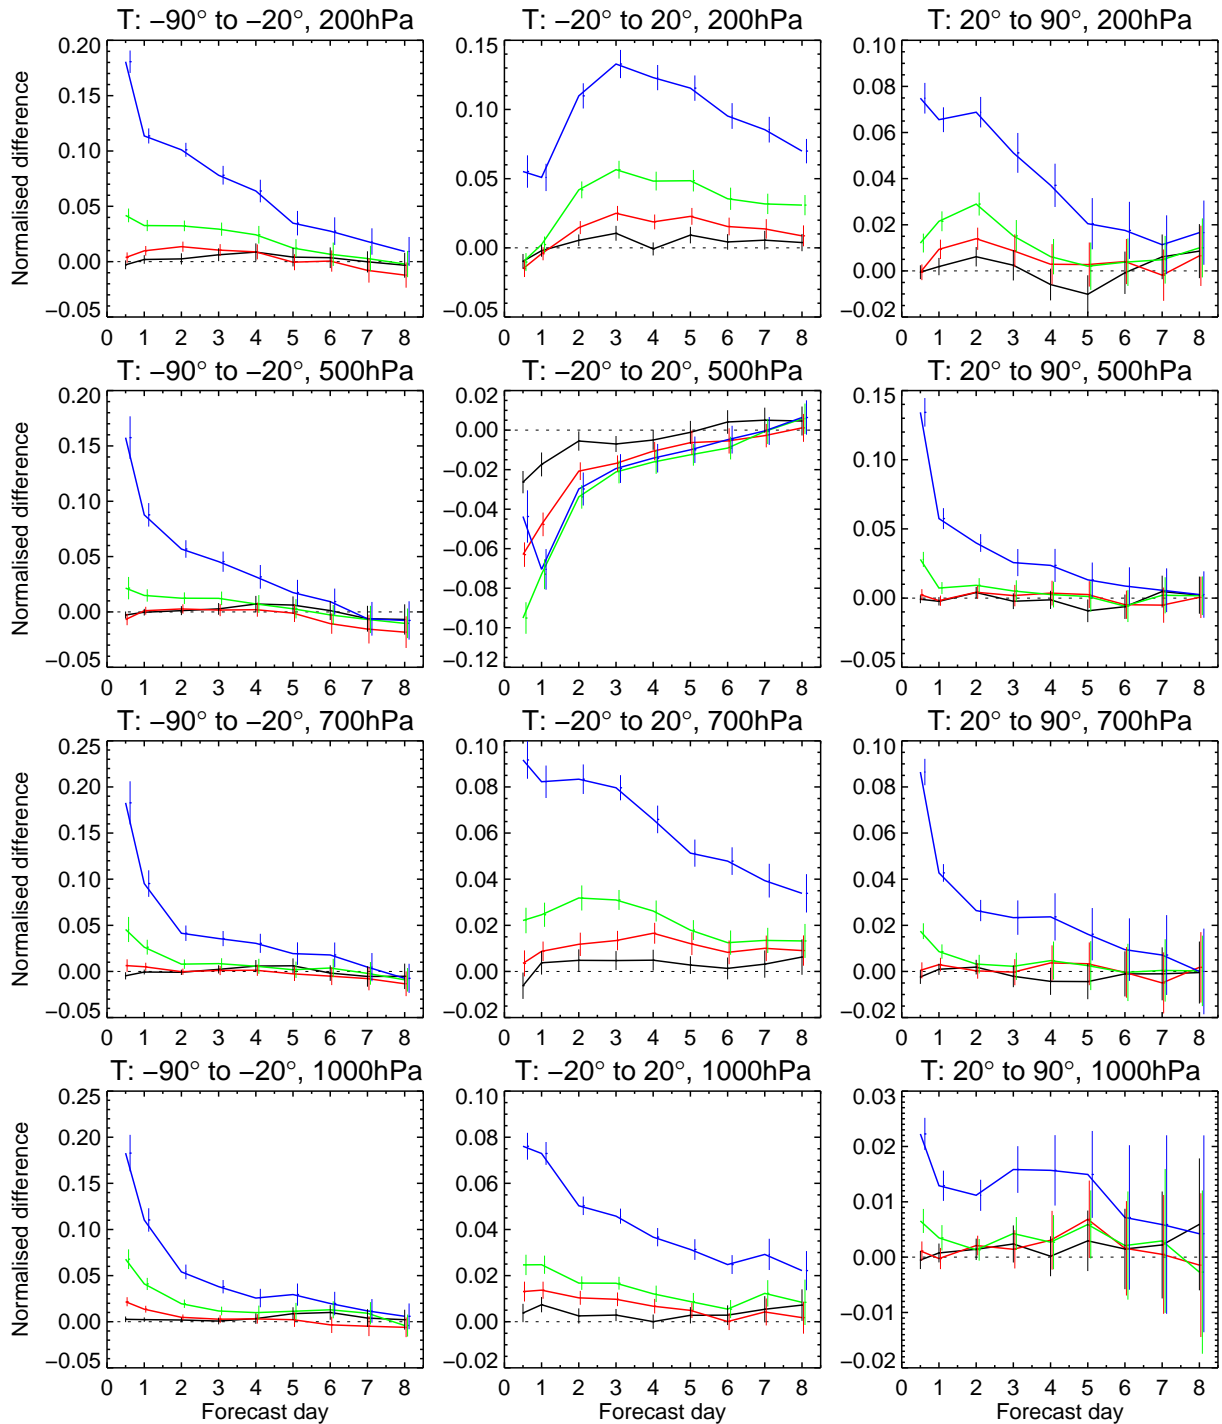 T: −90° to −20°, 200hPa
T: −20° to 20°, 200hPa
T: 20° to 90°, 200hPa
Normalised difference
0.20
0.15
0.10
0.05
0.00
−0.05
0 1 2 3 4 5 6 7 8
0.15
0.10
0.05
0.00
−0.05
0 1 2 3 4 5 6 7 8
0.10
0.08
0.06
0.04
0.02
0.00
−0.02
0 1 2 3 4 5 6 7 8
T: −90° to −20°, 500hPa
T: −20° to 20°, 500hPa
T: 20° to 90°, 500hPa
Normalised difference
0.20
0.15
0.10
0.05
0.00
−0.05
0 1 2 3 4 5 6 7 8
0.02
0.00
−0.02
−0.04
−0.06
−0.08
−0.10
−0.12
0 1 2 3 4 5 6 7 8
0.15
0.10
0.05
0.00
−0.05
0 1 2 3 4 5 6 7 8
T: −90° to −20°, 700hPa
T: −20° to 20°, 700hPa
T: 20° to 90°, 700hPa
Normalised difference
0.25
0.20
0.15
0.10
0.05
0.00
−0.05
0 1 2 3 4 5 6 7 8
0.10
0.08
0.06
0.04
0.02
0.00
−0.02
0 1 2 3 4 5 6 7 8
0.10
0.08
0.06
0.04
0.02
0.00
−0.02
0 1 2 3 4 5 6 7 8
T: −90° to −20°, 1000hPa
T: −20° to 20°, 1000hPa
T: 20° to 90°, 1000hPa
Normalised difference
0.25
0.20
0.15
0.10
0.05
0.00
−0.05
0 1 2 3 4 5 6 7 8
Forecast day
0.10
0.08
0.06
0.04
0.02
0.00
−0.02
0 1 2 3 4 5 6 7 8
Forecast day
0.03
0.02
0.01
0.00
−0.01
−0.02
0 1 2 3 4 5 6 7 8
Forecast day